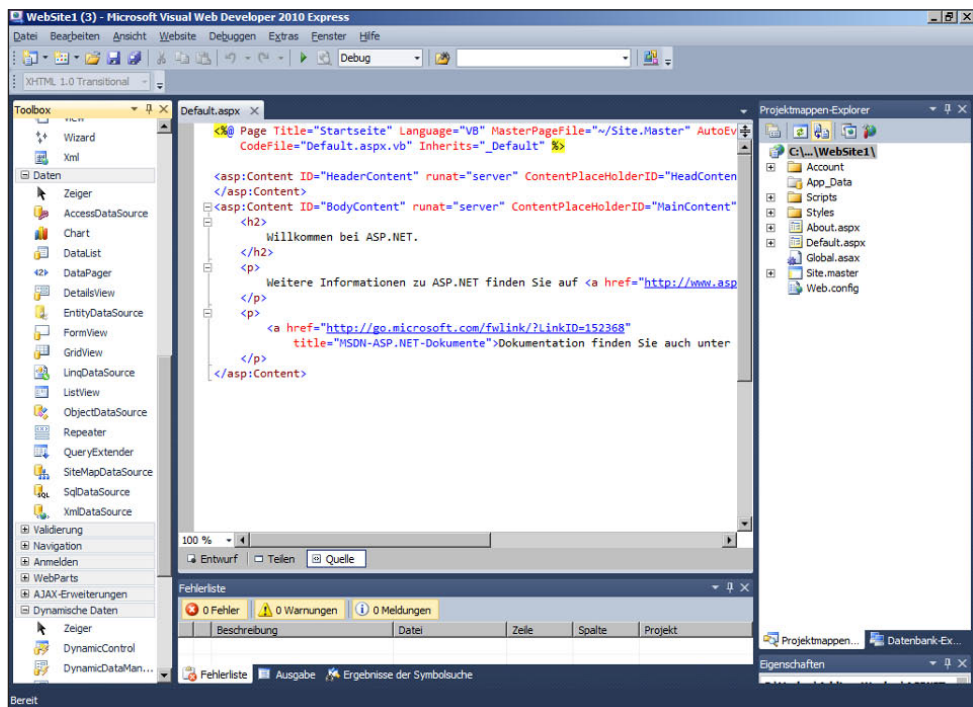 WebSite1 (3) - Microsoft Visual Web Developer 2010 Express
Datei Bearbeiten Ansicht Website Debuggen Extras Fenster Hilfe
Debug
XHTML 1.0 Transitional
Toolbox
Wizard
Xml
Daten
Zeiger
AccessDataSource
Chart
DataList
DataPager
DetailsView
EntityDataSource
FormView
GridView
LinqDataSource
ListView
ObjectDataSource
Repeater
QueryExtender
SiteMapDataSource
SqlDataSource
XmlDataSource
Validierung
Navigation
Anmelden
WebParts
AJAX-Erweiterungen
Dynamische Daten
Zeiger
DynamicControl
DynamicDataMan...
Default.aspx
<%@ Page Title="Startseite" Language="VB" MasterPageFile="~/Site.Master" AutoEv
CodeFile="Default.aspx.vb" Inherits="_Default" %>
<asp:Content ID="HeaderContent" runat="server" ContentPlaceHolderID="HeadConten
</asp:Content>
<asp:Content ID="BodyContent" runat="server" ContentPlaceHolderID="MainContent"
<h2>
Willkommen bei ASP.NET.
</h2>
<p>
Weitere Informationen zu ASP.NET finden Sie auf <a href="http://www.asp
</p>
<p>
<a href="http://go.microsoft.com/fwlink/?LinkID=152368"
title="MSDN-ASP.NET-Dokumente">Dokumentation finden Sie auch unter
</p>
</asp:Content>
100 %
Entwurf Teilen Quelle
Fehlerliste
0 Fehler 0 Warnungen 0 Meldungen
Beschreibung Datei Zeile Spalte Projekt
Fehlerliste Ausgabe Ergebnisse der Symbolsuche
Projektmappen-Explorer
C:\...\WebSite1\
Account
App_Data
Scripts
Styles
About.aspx
Default.aspx
Global.asax
Site.master
Web.config
Projektmappen... Datenbank-Ex...
Eigenschaften
Bereit